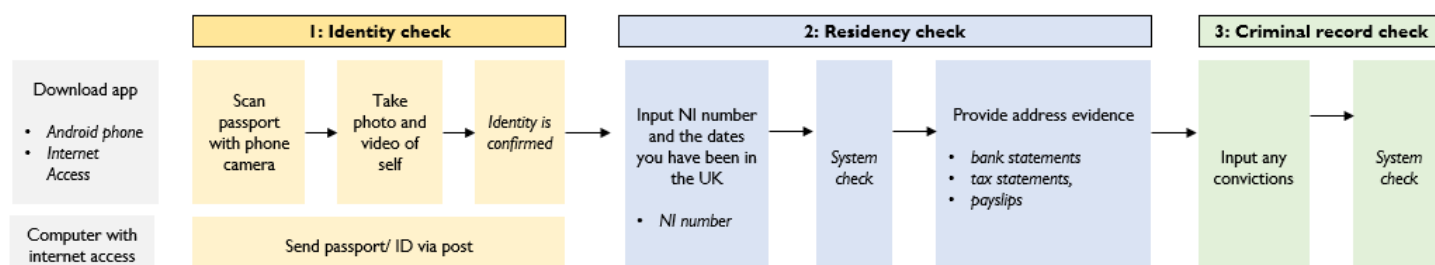 1: Identity check
2: Residency check
3: Criminal record check
Download app
• Android phone
• Internet
Access
Scan
passport
with phone
camera
Take
photo and
video of
self
Identity is
confirmed
Input NI number
and the dates
you have been in
the UK
• NI number
System
check
Provide address evidence
• bank statements
• tax statements,
• payslips
Input any
convictions
System
check
Computer with
internet access
Send passport/ ID via post